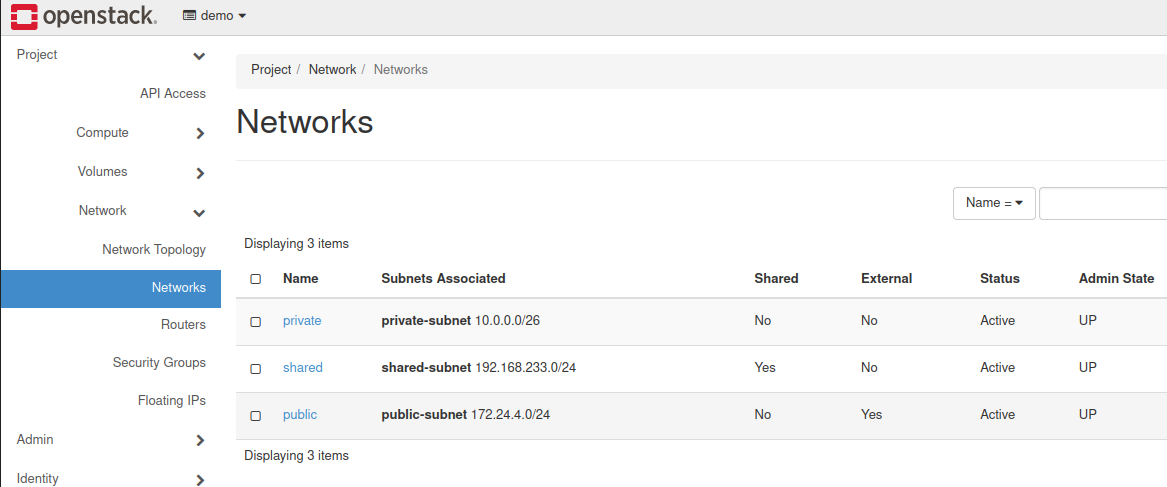 openstack. demo
Project
API Access
Compute
Volumes
Network
Network Topology
Networks
Routers
Security Groups
Floating IPs
Admin
Identity
Project / Network / Networks
Networks
Name =
Displaying 3 items
Name Subnets Associated Shared External Status Admin State
private private-subnet 10.0.0.0/26 No No Active UP
shared shared-subnet 192.168.233.0/24 Yes No Active UP
public public-subnet 172.24.4.0/24 No Yes Active UP
Displaying 3 items